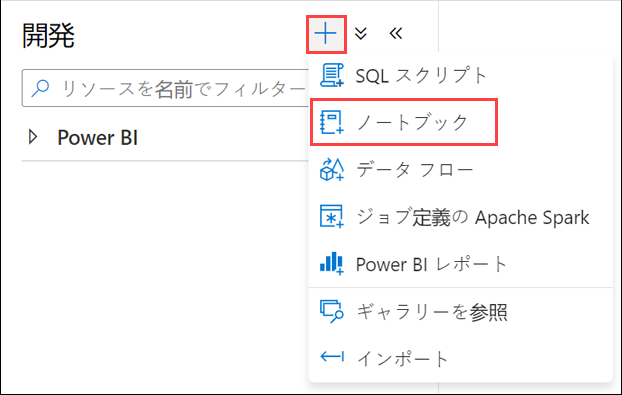 開発
リソースを名前でフィルター
Power BI
SQL スクリプト
ノートブック
データ フロー
ジョブ定義の Apache Spark
Power BI レポート
ギャラリーを参照
インポート